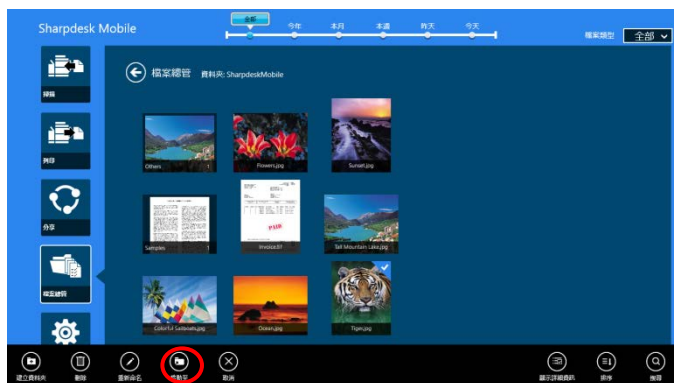 Sharpdesk Mobile
全部 今年 本月 本週 昨天 今天
檔案類型 全部
掃描
檔案總管 資料夾: SharpdeskMobile
列印
Others 1
Flowers.jpg
Sunset.jpg
分享
Samples 1
Invoice.tif
Tall Mountain Lake.jpg
檔案總管
Colorful Sailboats.jpg
Ocean.jpg
Tiger.jpg
建立資料夾 刪除 重新命名 移動至 取消 顯示詳細資訊 排序 搜尋